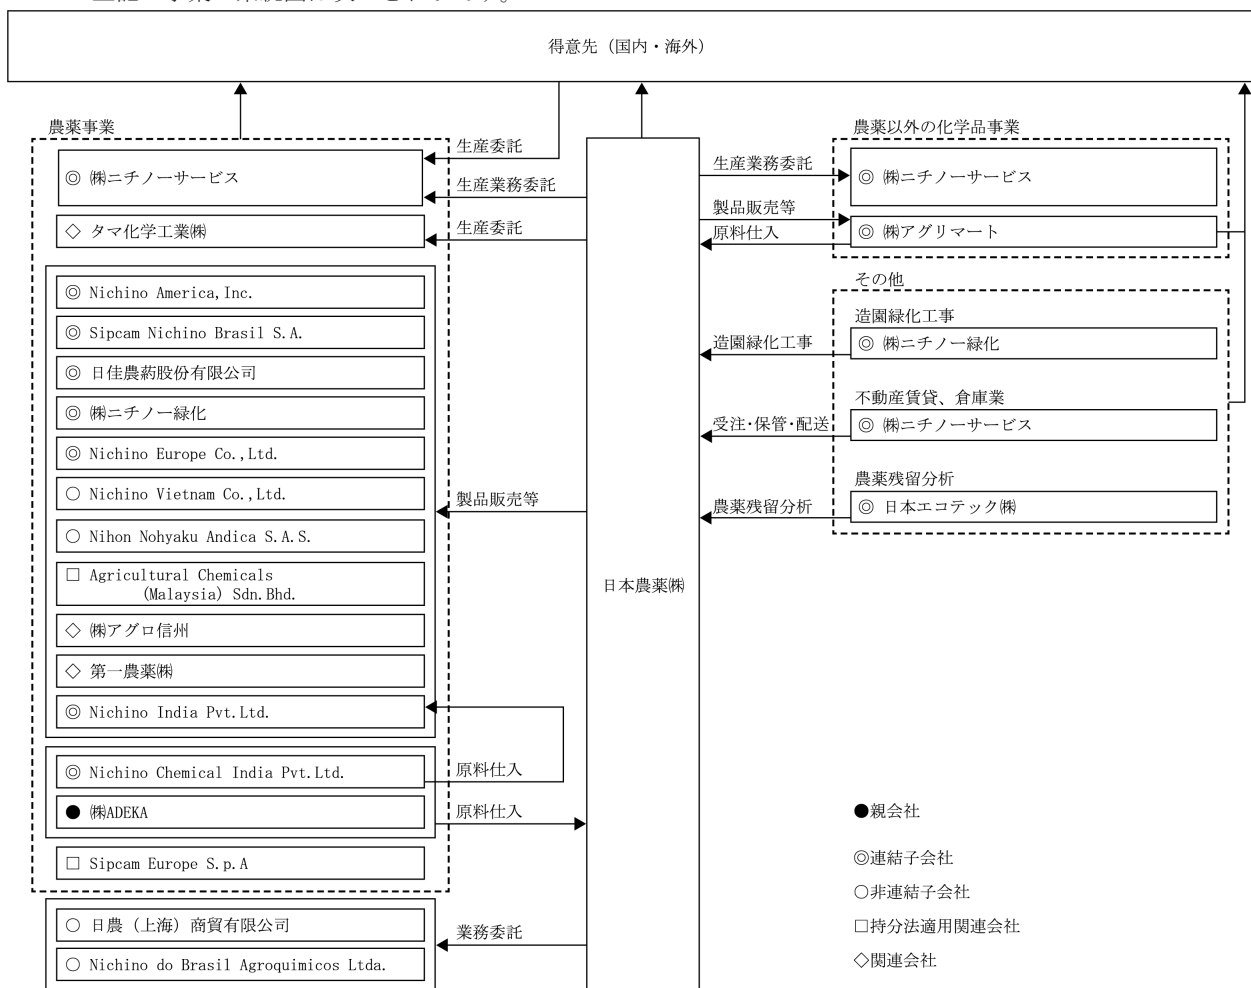 得意先（国内・海外）
農薬事業
◎ ㈱ニチノーサービス
◇ タマ化学工業㈱
◎ Nichino America,Inc.
◎ Sipcam Nichino Brasil S.A.
◎ 日佳農葯股份有限公司
◎ ㈱ニチノー緑化
◎ Nichino Europe Co.,Ltd.
○ Nichino Vietnam Co.,Ltd.
○ Nihon Nohyaku Andica S.A.S.
□ Agricultural Chemicals
(Malaysia) Sdn.Bhd.
◇ ㈱アグロ信州
◇ 第一農薬㈱
◎ Nichino India Pvt.Ltd.
◎ Nichino Chemical India Pvt.Ltd.
● ㈱ADEKA
□ Sipcam Europe S.p.A
○ 日農（上海）商貿有限公司
○ Nichino do Brasil Agroquimicos Ltda.
生産委託
生産業務委託
生産委託
製品販売等
原料仕入
原料仕入
業務委託
日本農薬㈱
生産業務委託
製品販売等
原料仕入
造園緑化工事
受注・保管・配送
農薬残留分析
農薬以外の化学品事業
◎ ㈱ニチノーサービス
◎ ㈱アグリマート
その他
造園緑化工事
◎ ㈱ニチノー緑化
不動産賃貸、倉庫業
◎ ㈱ニチノーサービス
農薬残留分析
◎ 日本エコテック㈱
●親会社
◎連結子会社
○非連結子会社
□持分法適用関連会社
◇関連会社